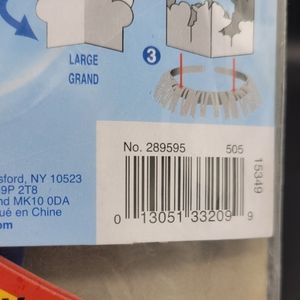 LARGE
GRAND
3
No. 289595 505
15349
sford, NY 10523
9P 2T8
nd MK10 0DA
ué en Chine
om
0 13051 33209 9